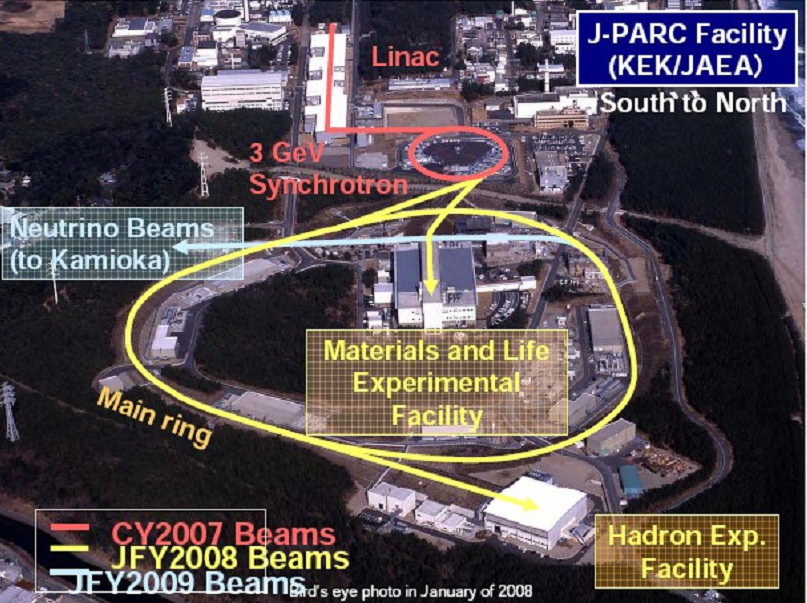 J-PARC Facility
(KEK/JAEA)
South to North
Linac
3 GeV
Synchrotron
Neutrino Beams
(to Kamioka)
Materials and Life
Experimental
Facility
Main ring
Hadron Exp.
Facility
CY2007 Beams
JFY2008 Beams
JFY2009 Beams
Bird's eye photo in January of 2008